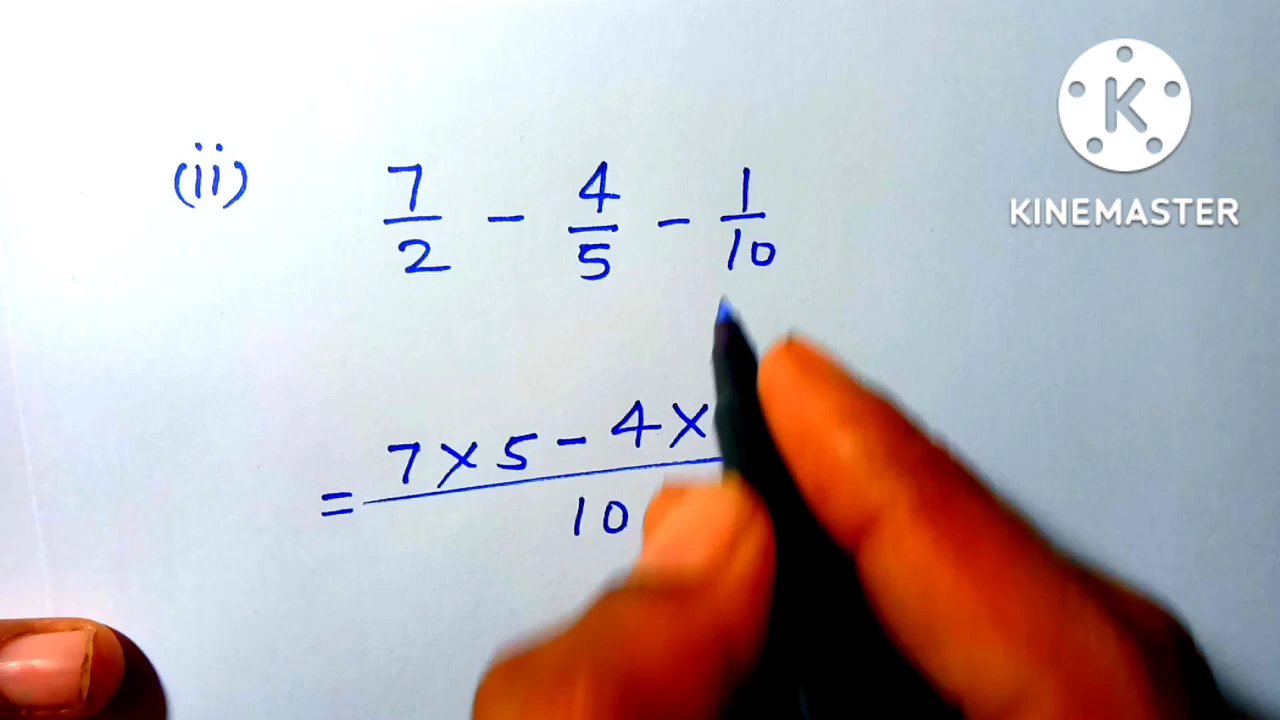 K
KINEMASTER
(ii) 7/2 - 4/5 - 1/10
= 7 × 5 - 4 ×
10